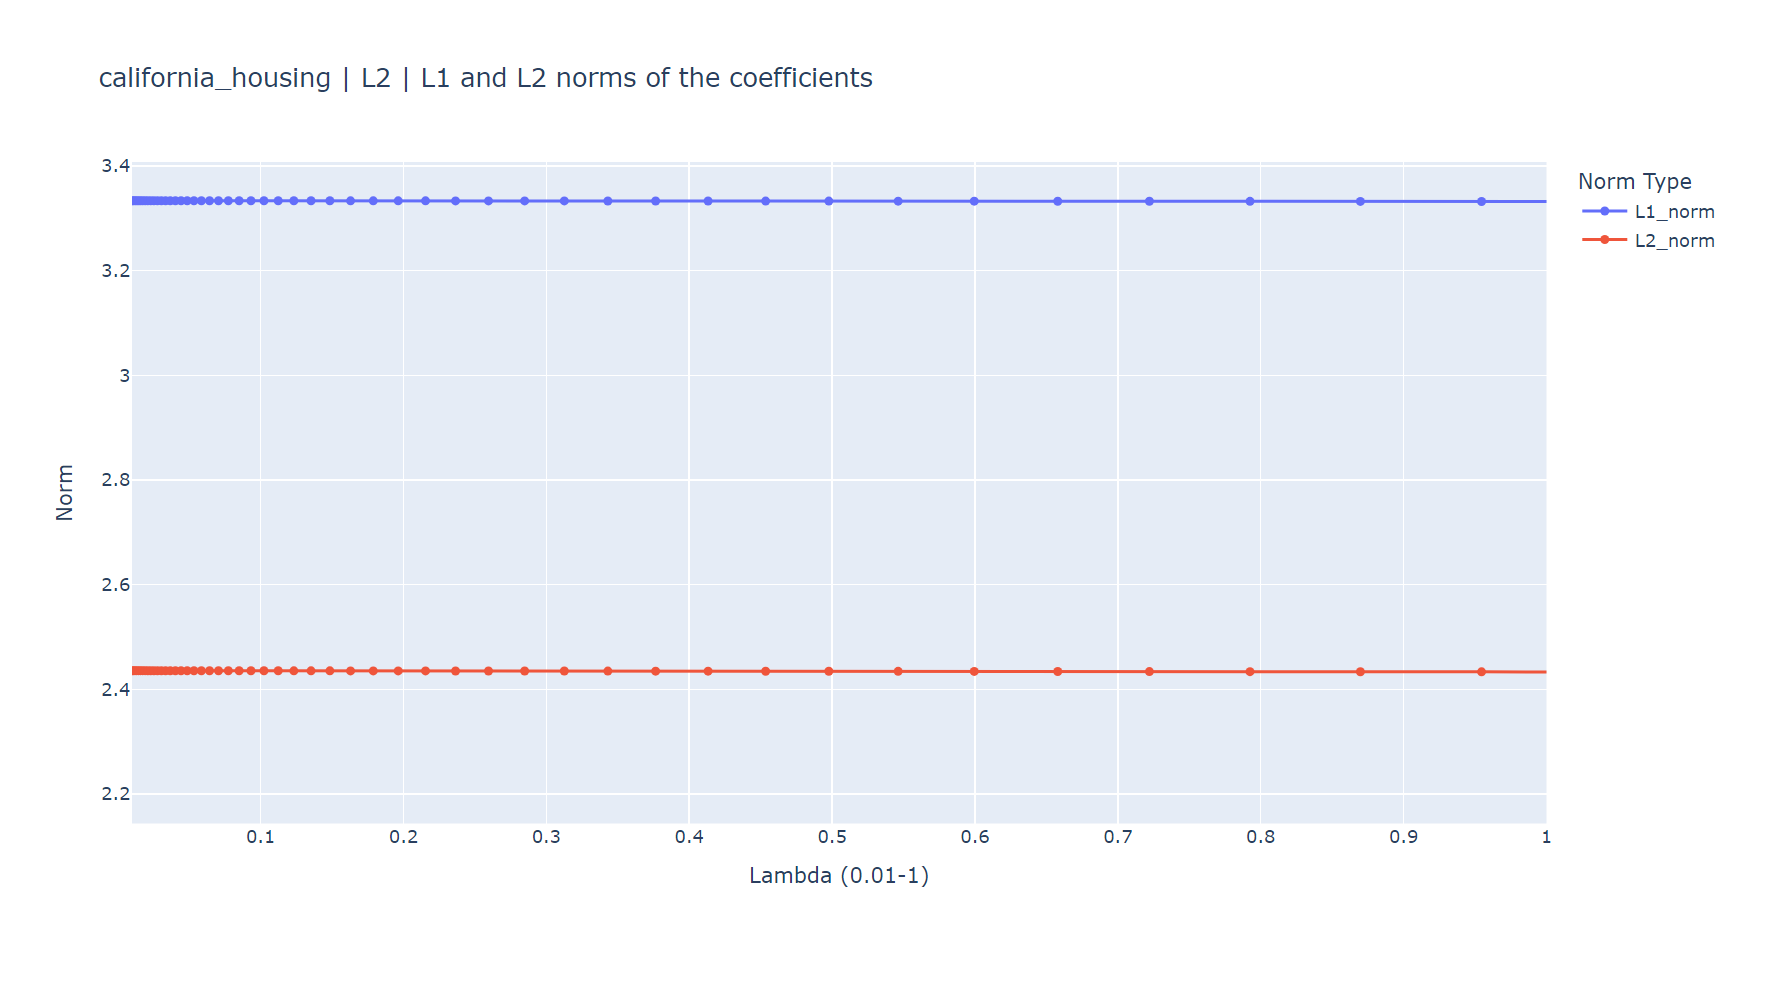 california_housing | L2 | L1 and L2 norms of the coefficients
Norm Type
L1_norm
L2_norm
Norm
3.4
3.2
3
2.8
2.6
2.4
2.2
0.1 0.2 0.3 0.4 0.5 0.6 0.7 0.8 0.9 1
Lambda (0.01-1)